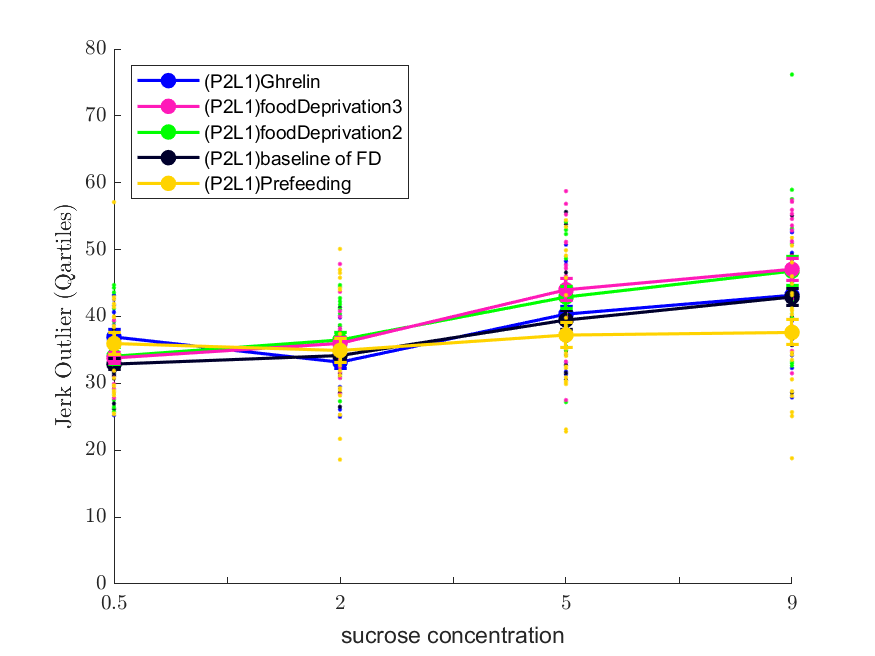 80
70
60
50
40
30
20
10
0
Jerk Outlier (Qartiles)
(P2L1)Ghrelin
(P2L1)foodDeprivation3
(P2L1)foodDeprivation2
(P2L1)baseline of FD
(P2L1)Prefeeding
0.5 2 5 9
sucrose concentration